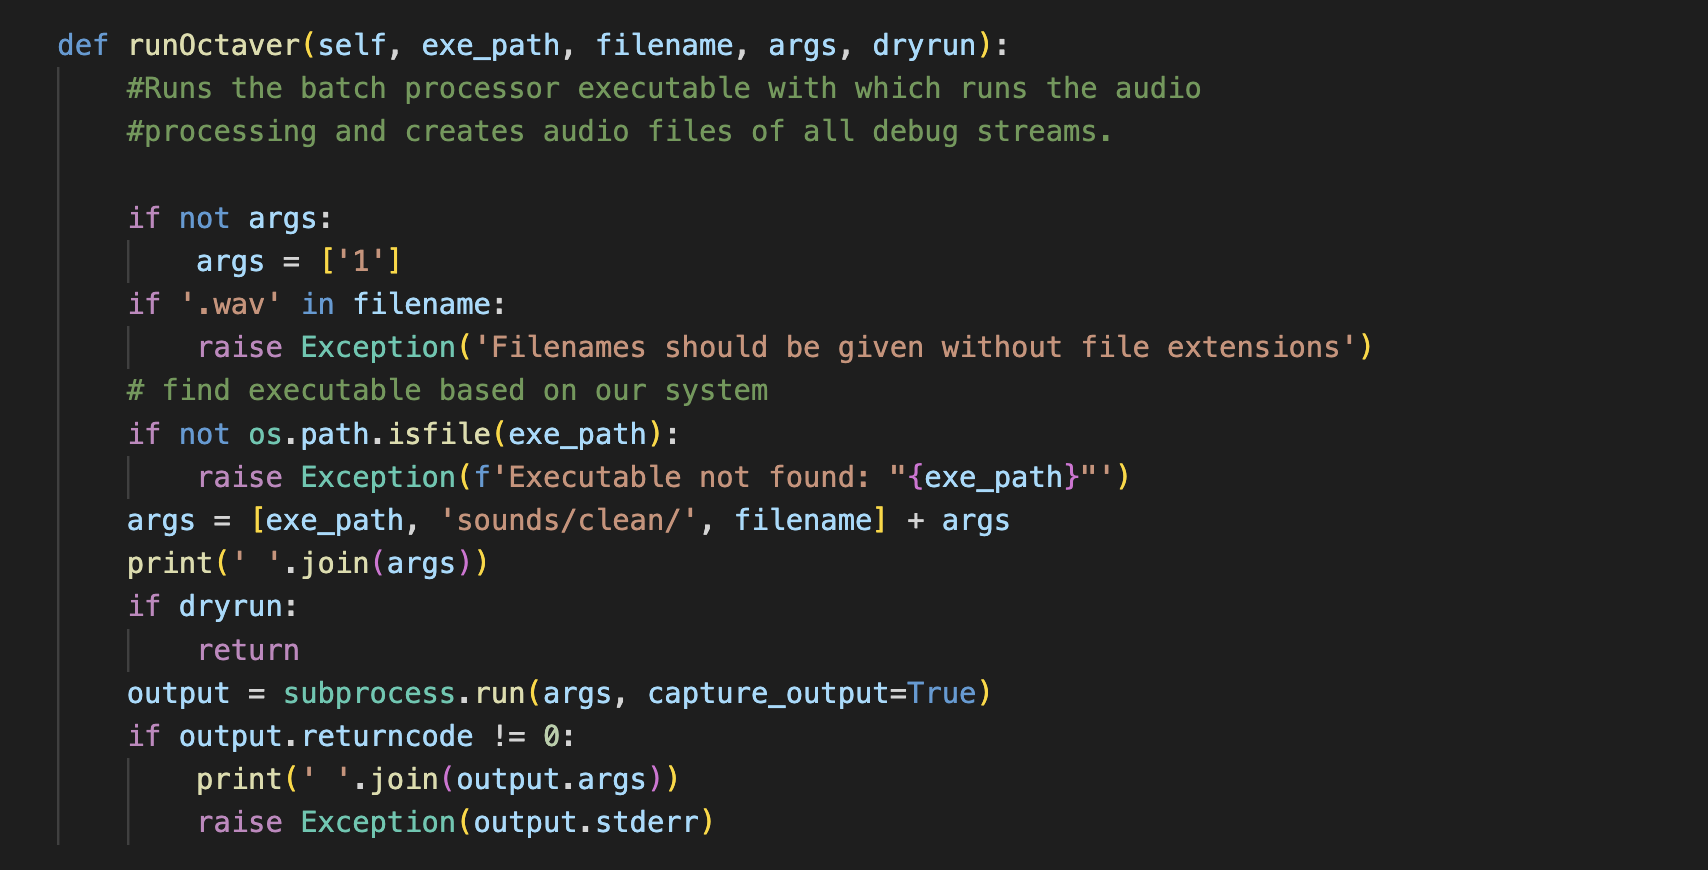 def runOctaver(self, exe_path, filename, args, dryrun):
    #Runs the batch processor executable with which runs the audio
    #processing and creates audio files of all debug streams.

    if not args:
        args = ['1']
    if '.wav' in filename:
        raise Exception('Filenames should be given without file extensions')
    # find executable based on our system
    if not os.path.isfile(exe_path):
        raise Exception(f'Executable not found: "{exe_path}"')
    args = [exe_path, 'sounds/clean/', filename] + args
    print(' '.join(args))
    if dryrun:
        return
    output = subprocess.run(args, capture_output=True)
    if output.returncode != 0:
        print(' '.join(output.args))
        raise Exception(output.stderr)